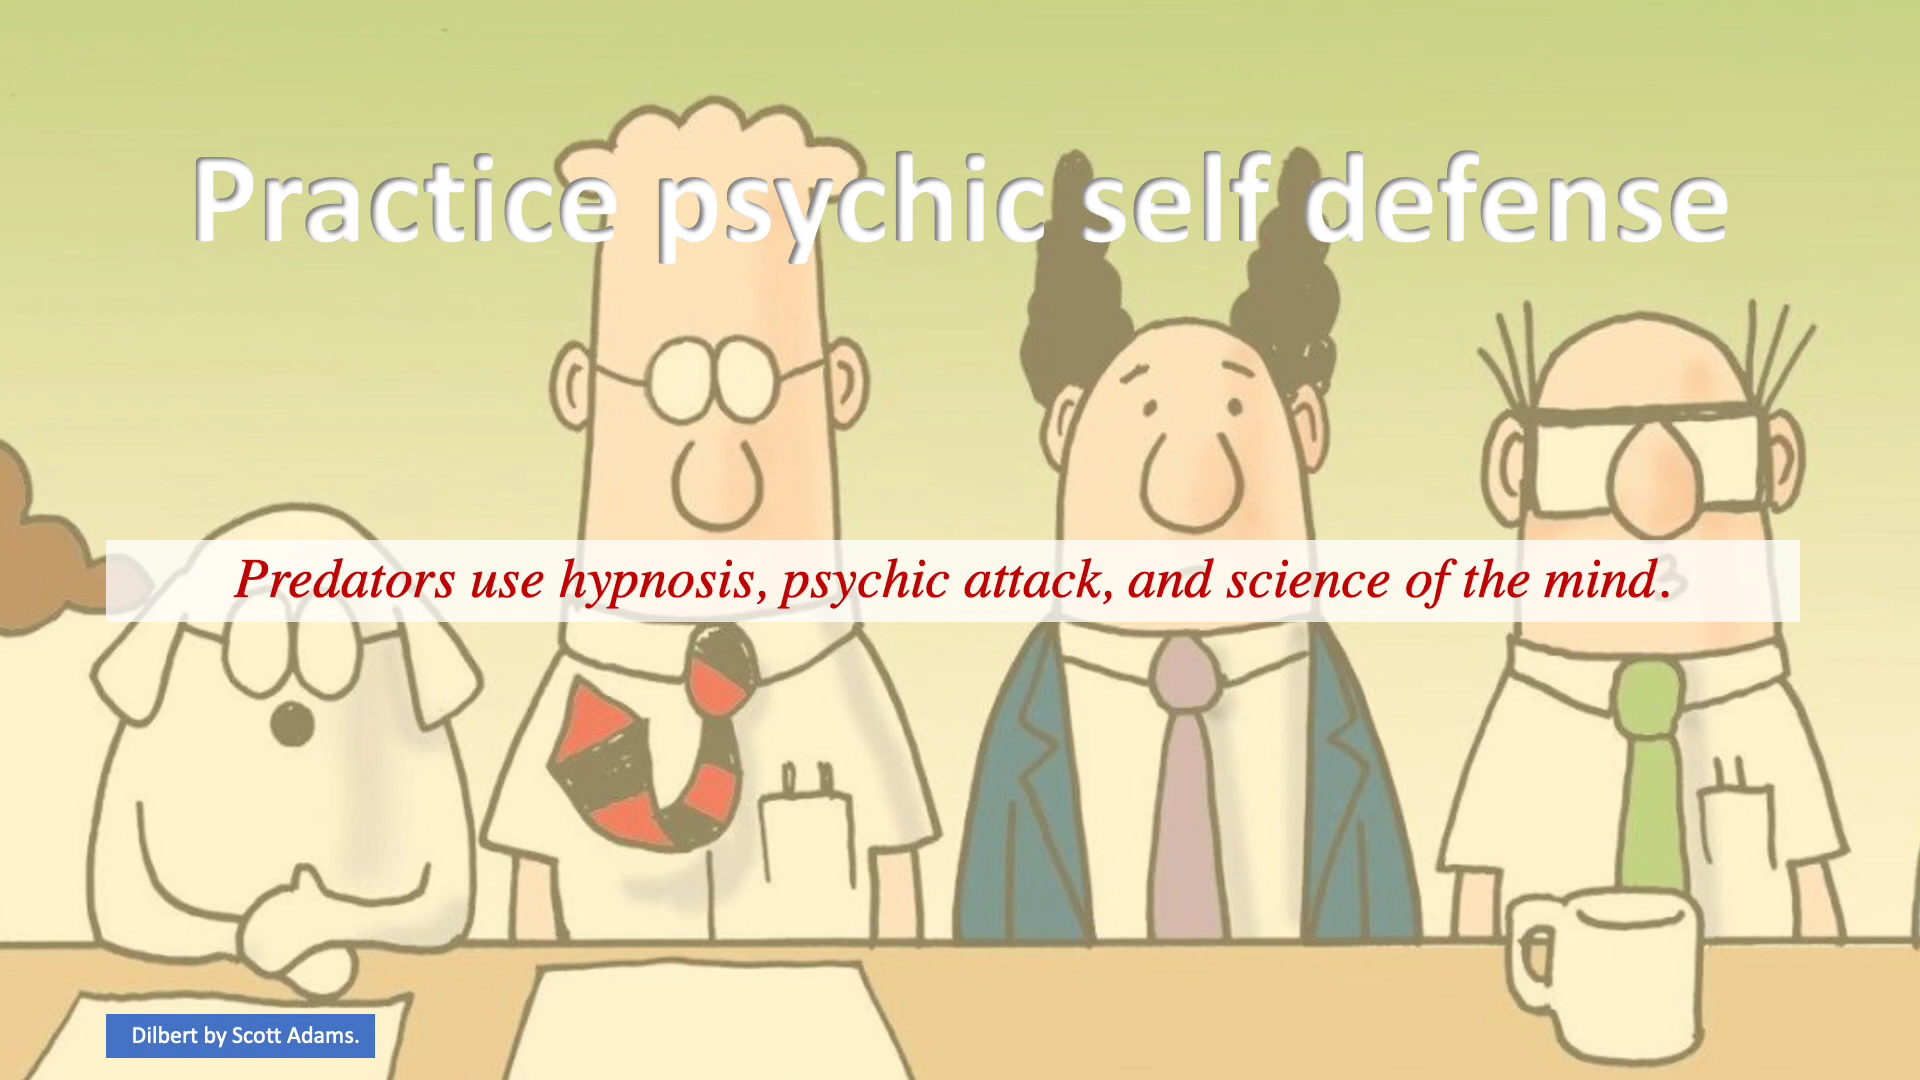 Practice psychic self defense
Predators use hypnosis, psychic attack, and science of the mind.
Dilbert by Scott Adams.